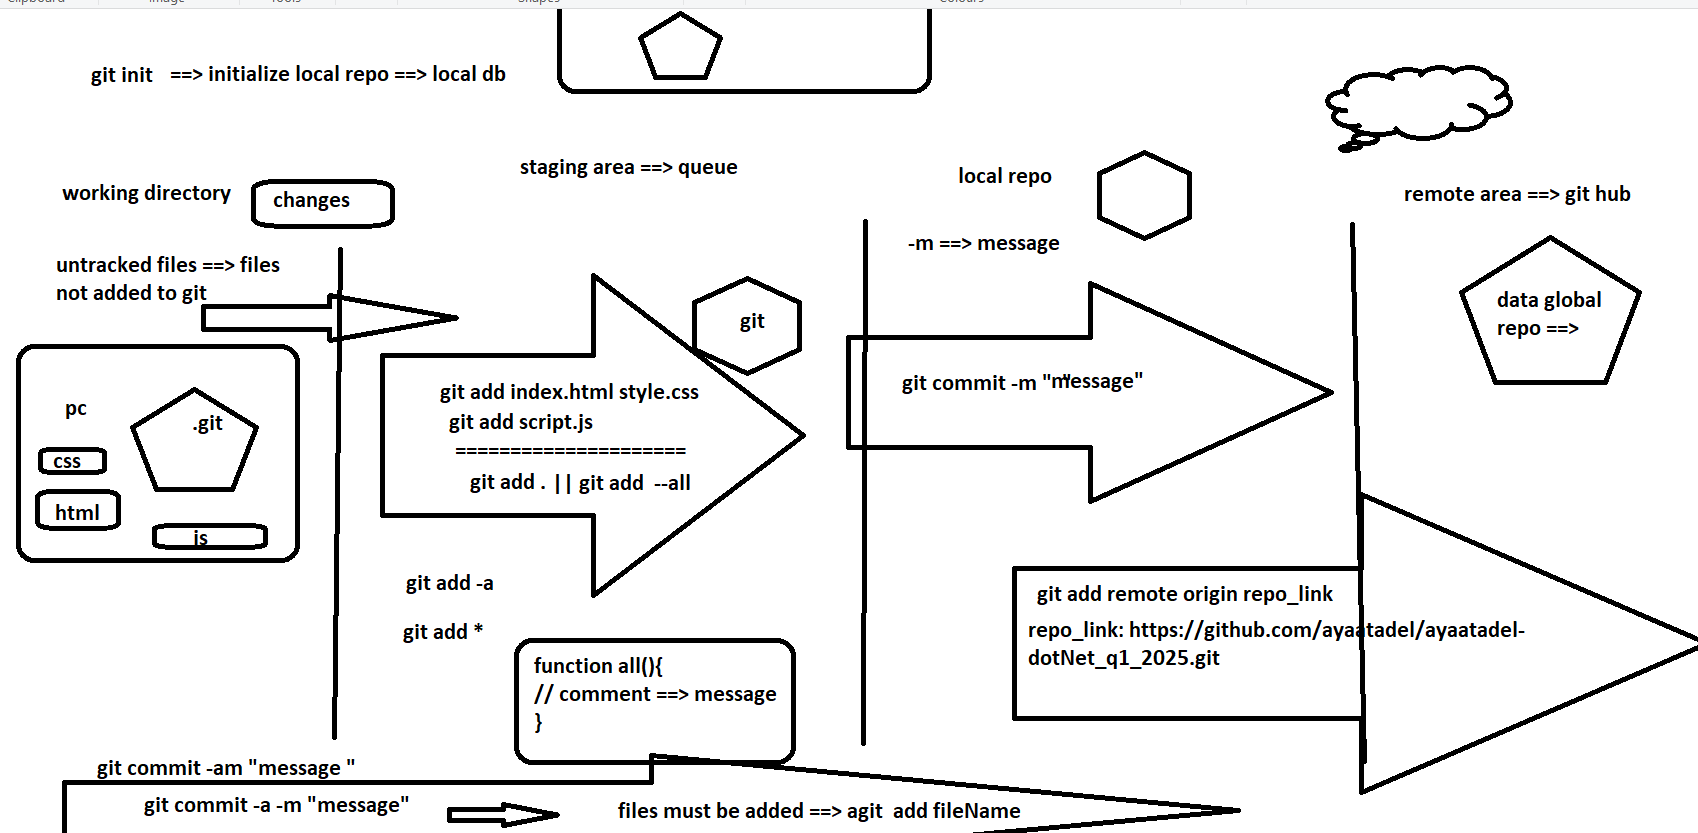 git init ==> initialize local repo ==> local db
staging area ==> queue
local repo
working directory
changes
remote area ==> git hub
-m ==> message
untracked files ==> files
not added to git
data global
repo ==>
git
git commit -m "message"
git add index.html style.css
git add script.js
=====================
git add . || git add --all
pc
.git
css
html
js
git add -a
git add *
git add remote origin repo_link
repo_link: https://github.com/ayaatadel/ayaatadel-
dotNet_q1_2025.git
function all(){
// comment ==> message
}
git commit -am "message "
git commit -a -m "message"
files must be added ==> agit add fileName